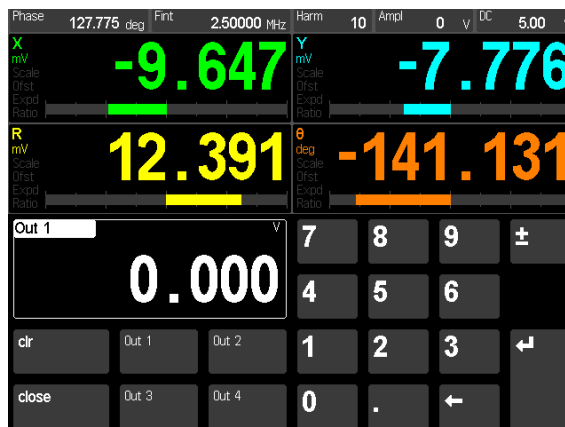 Phase 127.775 deg Fint 2.50000 MHz Harm 10 Ampl 0 V DC 5.00
X
mV
Scale
Ofst
Expd
Ratio
-9.647
Y
mV
Scale
Ofst
Expd
Ratio
-7.776
R
mV
Scale
Ofst
Expd
Ratio
12.391
θ
deg
Scale
Ofst
Expd
Ratio
-141.131
Out 1 V
0.000
7 8 9 ±
4 5 6
clr Out 1 Out 2 1 2 3 ↵
close Out 3 Out 4 0 . ←